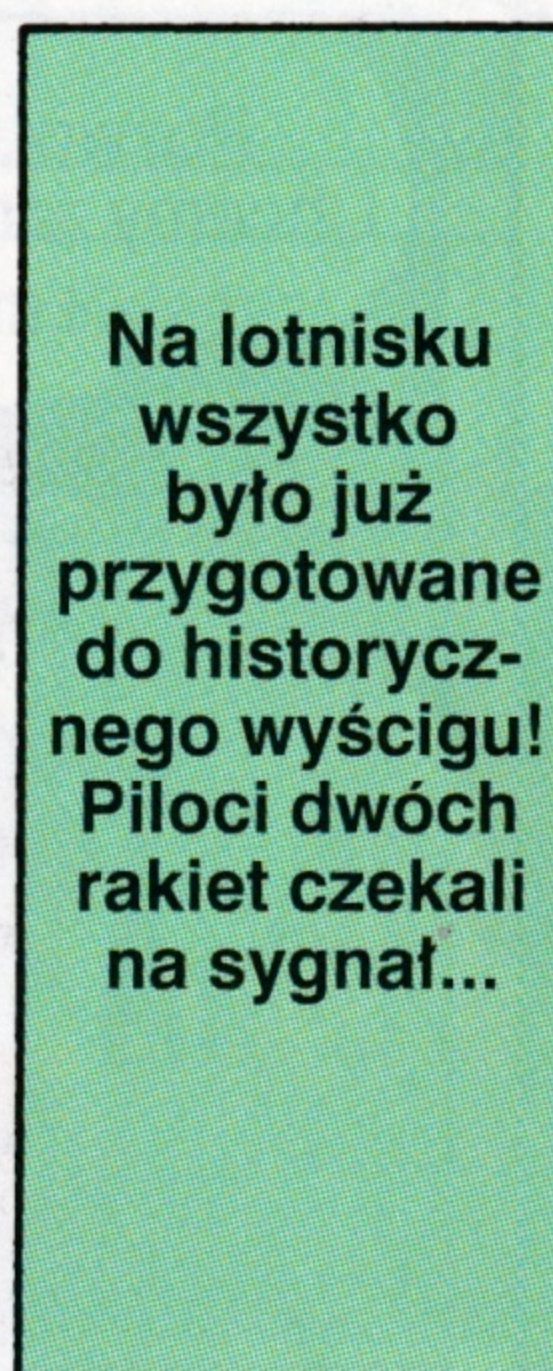 Na lotnisku
wszystko
było już
przygotowane
do historycz-
nego wyścigu!
Piloci dwóch
rakiet czekali
na sygnał...